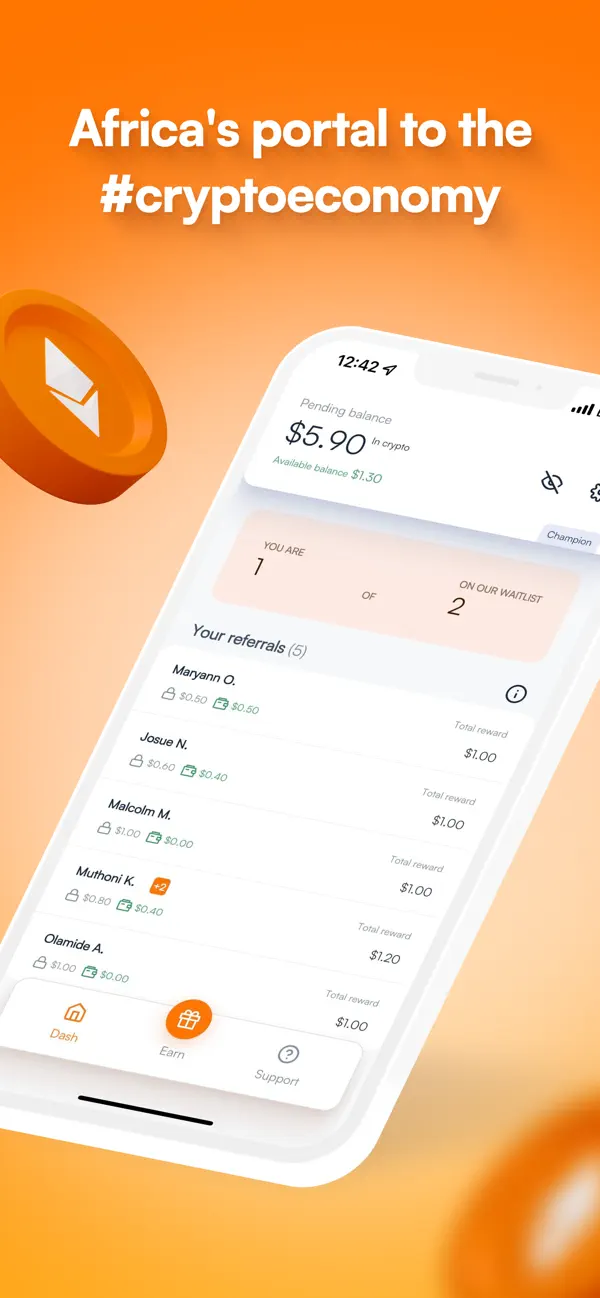 Africa's portal to the
#cryptoeconomy
12:42
Pending balance
$5.90 In crypto
Available balance $1.30
Champion
YOU ARE
1
OF
ON OUR WAITLIST
2
Your referrals (5)
Maryann O.
$0.50 $0.50
Total reward
$1.00
Josue N.
$0.60 $0.40
Total reward
$1.00
Malcolm M.
$1.00 $0.00
Total reward
$1.00
Muthoni K. +2
$0.80 $0.40
Total reward
$1.20
Olamide A.
$1.00 $0.00
Total reward
$1.00
Dash
Earn
Support